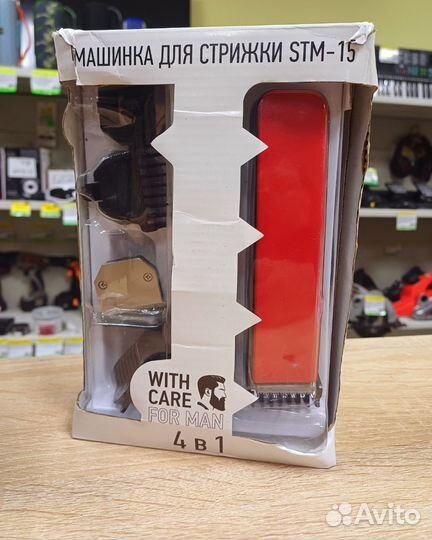 МАШИНКА ДЛЯ СТРИЖКИ STM-15
WITH
CARE
FOR MAN
4 в 1
Avito